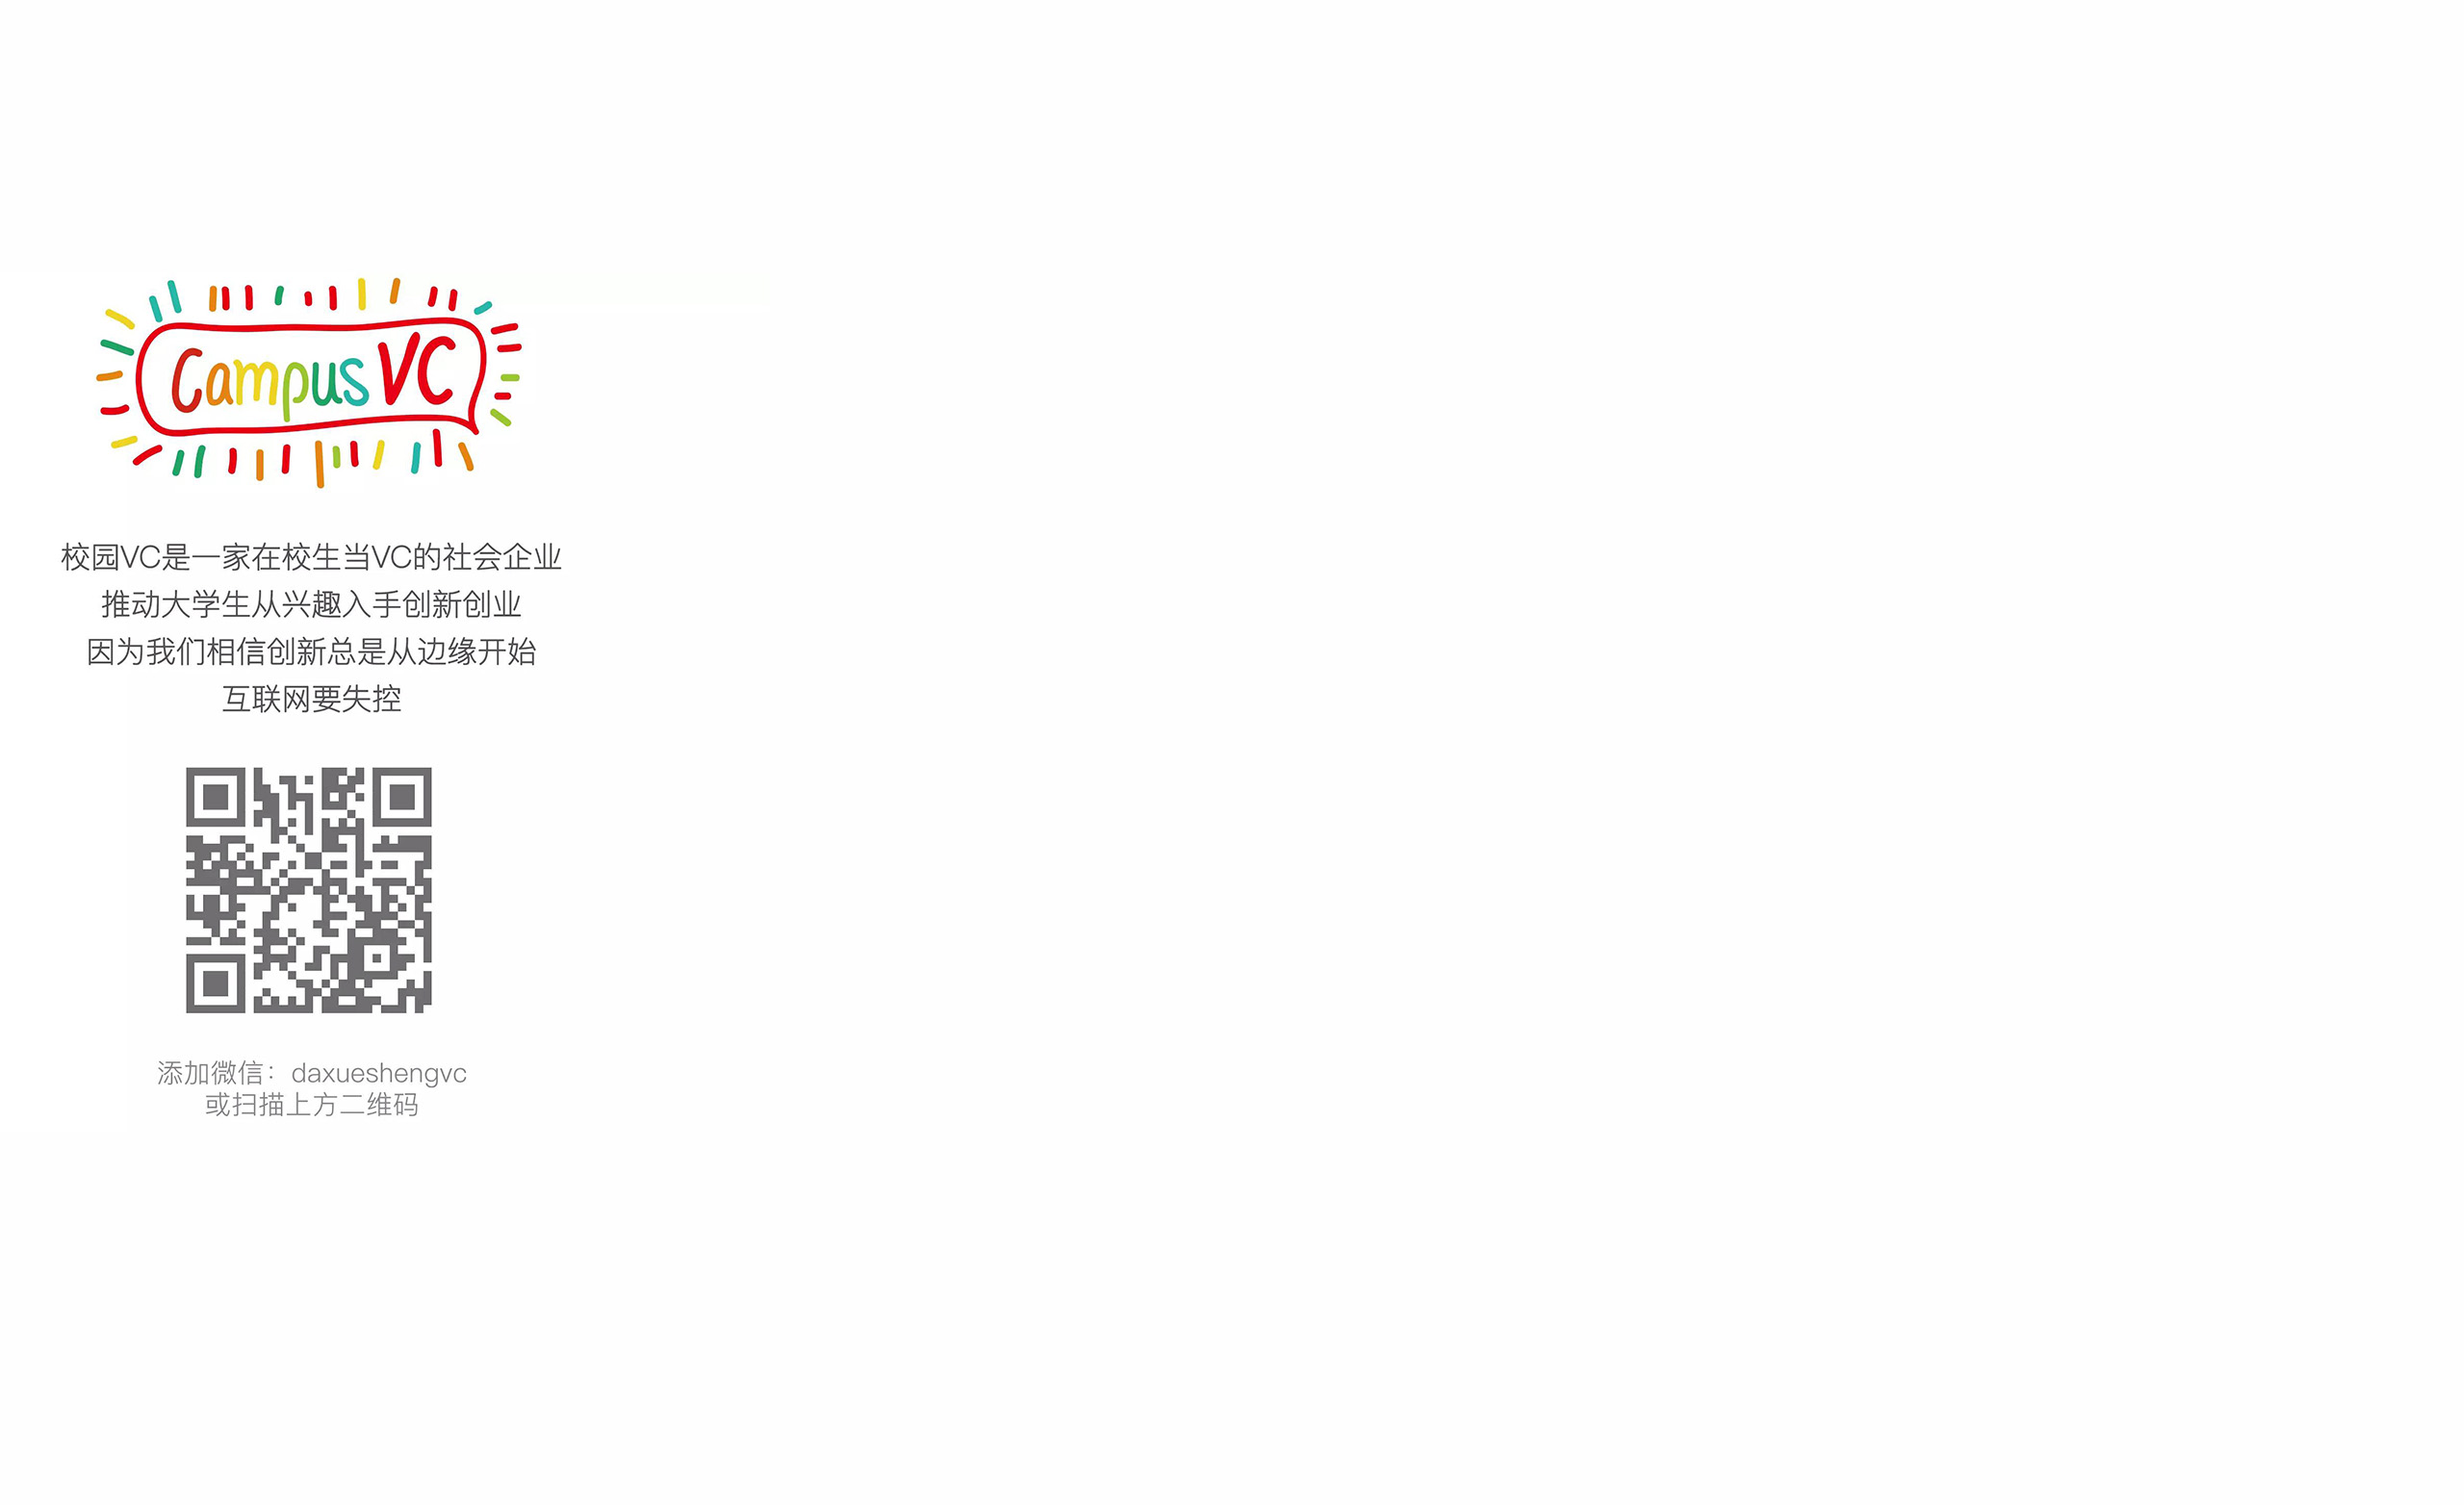 Campus VC
校园VC是一家在校生当VC的社会企业
推动大学生从兴趣入手创新创业
因为我们相信创新总是从边缘开始
互联网要失控
添加微信：daxueshengvc
或扫描上方二维码